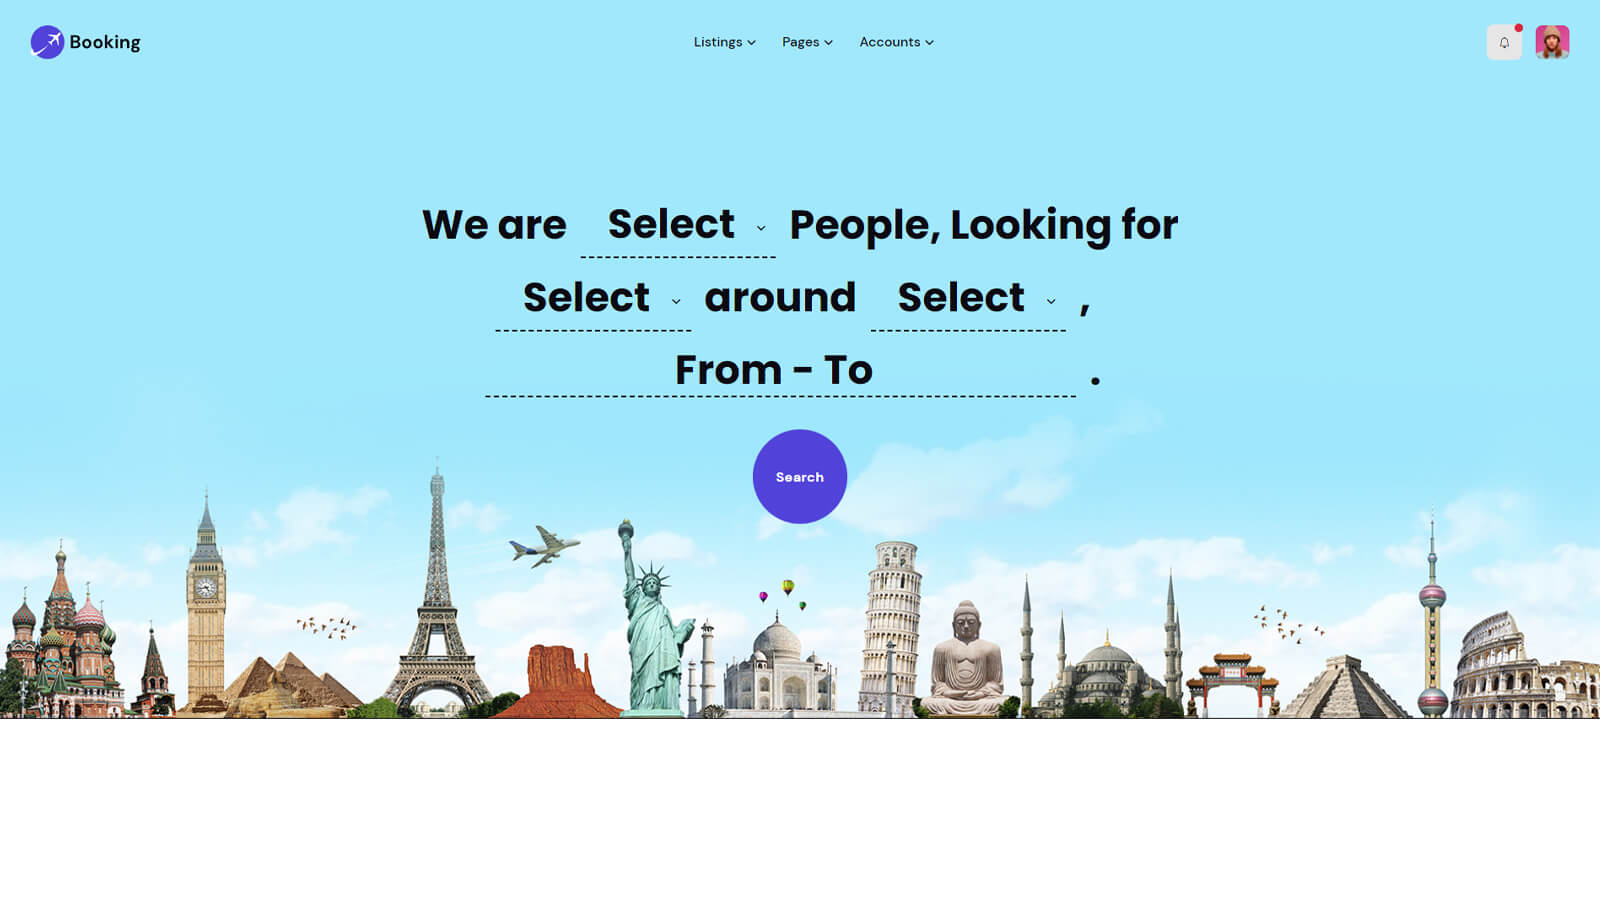 Booking
Listings Pages Accounts
We are Select People, Looking for
Select around Select ,
From - To .
Search